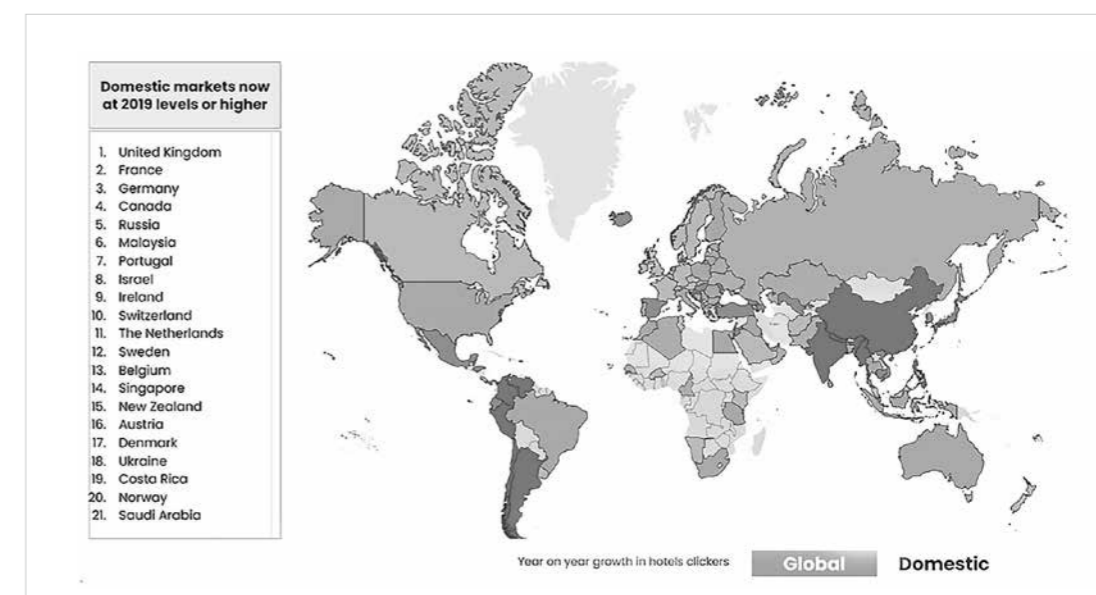 Domestic markets now
at 2019 levels or higher
1. United Kingdom
2. France
3. Germany
4. Canada
5. Russia
6. Malaysia
7. Portugal
8. Israel
9. Ireland
10. Switzerland
11. The Netherlands
12. Sweden
13. Belgium
14. Singapore
15. New Zealand
16. Austria
17. Denmark
18. Ukraine
19. Costa Rica
20. Norway
21. Saudi Arabia
Year on year growth in hotels clickers Global Domestic